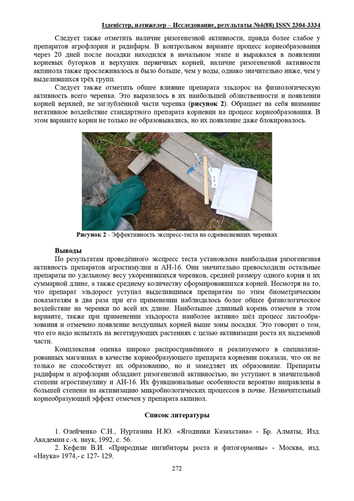 Ізденістер, нәтижелер – Исследование, результаты №4(88) ISSN 2304-3334
Следует также отметить наличие ризогенезной активности, правда более слабое у
препаратов агрофлорин и радифарм. В контрольном варианте процесс корнеобразования
через 20 дней после посадки находился в начальном этапе и выражался в появлении
корневых бугорков и верхушек первичных корней, наличие ризогенезной активности
акпинола также прослеживалось и было больше, чем у воды, однако значительно ниже, чем у
выделившихся трёх групп.
Следует также отметить общее влияние препарата эльдорос на физиологическую
активность всего черенка. Это выразилось в их наибольшей облиственности и появлении
корней верхней, не заглублённой части черенка (рисунок 2). Обращает на себя внимание
негативное воздействие стандартного препарата корневин на процесс корнеобразования. В
этом варианте корни не только не образовывались, но их появление даже блокировалось.
Рисунок 2 - Эффективность экспресс-теста на одревесневших черенках
Выводы
По результатам проведённого экспресс теста установлена наибольшая ризогенезная
активность препаратов агростимулин и АН-16. Они значительно превосходили остальные
препараты по удельному весу укоренившихся черенков, средней размеру одного корня и их
суммарной длине, а также среднему количеству сформировавшихся корней. Несмотря на то,
что препарат эльдорост уступал выделившимся препаратам по этим биометрическим
показателям в два раза при его применении наблюдалось более общее физиологическое
воздействие на черенки по всей их длине. Наибольшее длинный корень отмечен в этом
варианте, также при применении эльдороста наиболее активно шёл процесс листообра-
зования и отмечено появление воздушных корней выше зоны посадки. Это говорит о том,
что его надо испытать на вегетирующих растениях с целью активизации роста их надземной
части.
Комплексная оценка широко распространённого и реализуемого в специализи-
рованных магазинах в качестве корнеобразующего препарата корневин показала, что он не
только не способствует их образованию, но и замедляет их образование. Препараты
радифарм и агрофлорин обладают ризогенезной активностью, но уступают в значительной
степени агростимулину и АН-16. Их функциональные особенности вероятно направлены в
большей степени на активизацию микробиологических процессов в почве. Незначительный
корнеобразующий эффект отмечен у препарата акпинол.
Список литературы
1. Олейченко С.Н., Нуртазина Н.Ю. «Ягодники Казахстана» - Бр. Алматы, Изд.
Академии с.-х. наук, 1992, с. 56.
2. Кефели В.И. «Природные ингибиторы роста и фитогормоны» - Москва, изд.
«Наука» 1974,- с 127- 129.
272